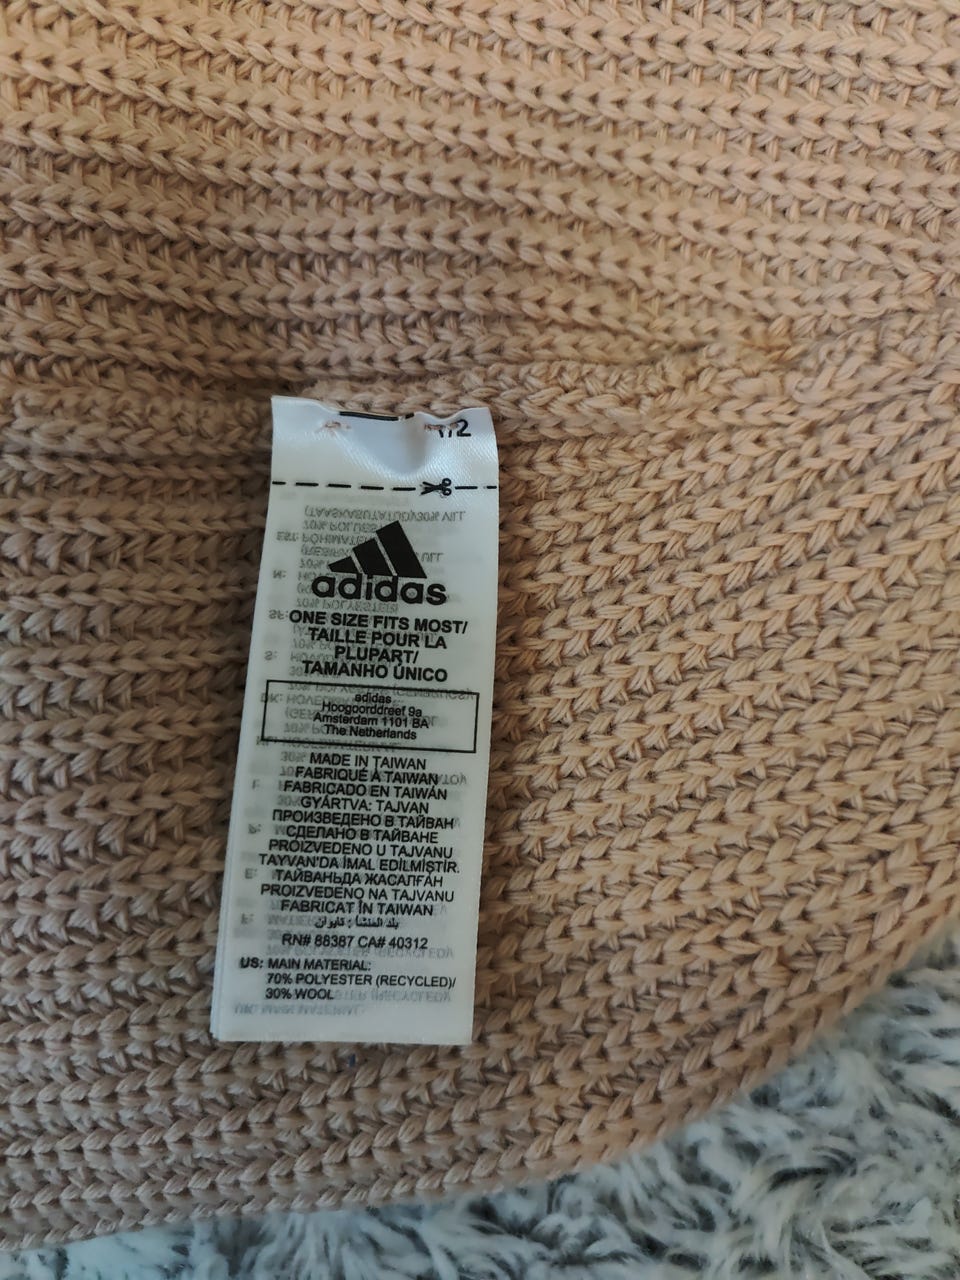 /2
adidas
ONE SIZE FITS MOST/
TAILLE POUR LA
PLUPART/
TAMANHO ÚNICO
adidas
Hoogoorddreef 9a
Amsterdam 1101 BA
The Netherlands
MADE IN TAIWAN
FABRIQUÉ À TAIWAN
FABRICADO EN TAIWÁN
GYÁRTVA: TAJVAN
ПРОИЗВЕДЕНО В ТАЙВАН
СДЕЛАНО В ТАЙВАНЕ
PROIZVEDENO U TAJVANU
TAYVAN'DA İMAL EDİLMİŞTİR.
ТАЙВАНЬДА ЖАСАЛҒАН
PROIZVEDENO NA TAJVANU
FABRICAT ÎN TAIWAN
بلد المنشا : تايوان
RN# 88387 CA# 40312
US: MAIN MATERIAL:
70% POLYESTER (RECYCLED)/
30% WOOL